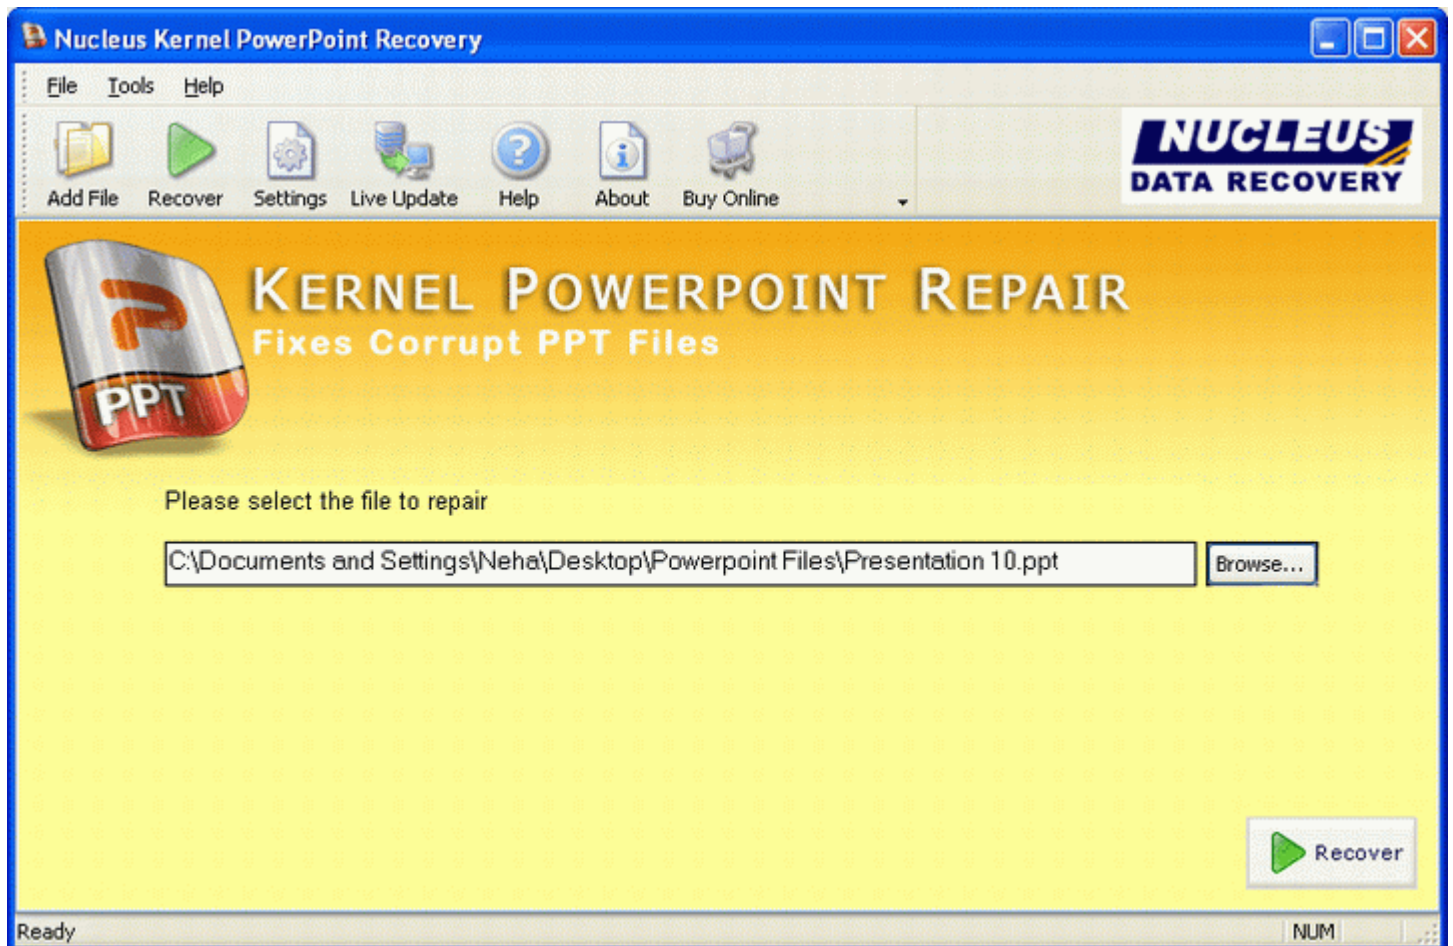 Nucleus Kernel PowerPoint Recovery
File Tools Help
Add File Recover Settings Live Update Help About Buy Online
NUCLEUS
DATA RECOVERY
KERNEL POWERPOINT REPAIR
Fixes Corrupt PPT Files
PPT
Please select the file to repair
C:\Documents and Settings\Neha\Desktop\Powerpoint Files\Presentation 10.ppt Browse...
Recover
Ready NUM